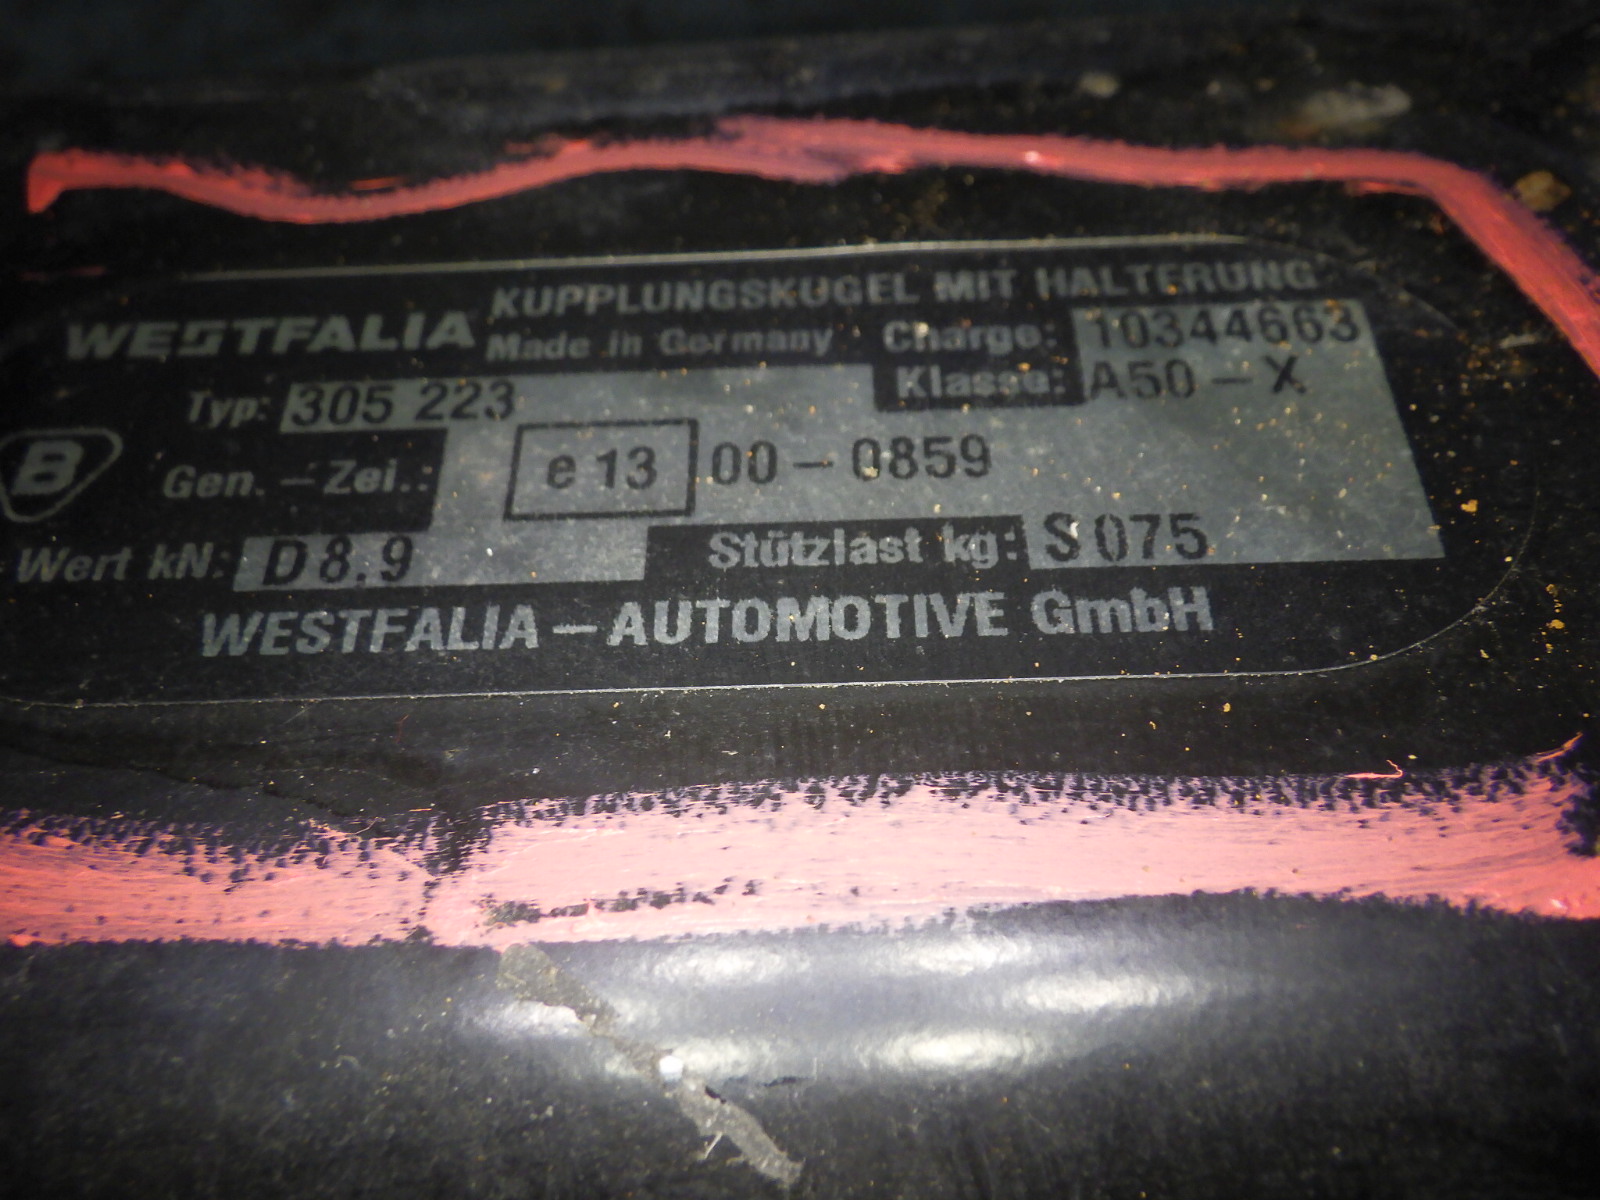 KUPPLUNGSKUGEL MIT HALTERUNG
WESTFALIA Made in Germany Charge: 10344663
Typ: 305 223 Klasse: A50 - X
B Gen. - Zei.: e 13 00 - 0859
Wert kN: D 8.9 Stützlast kg: S 075
WESTFALIA - AUTOMOTIVE GmbH